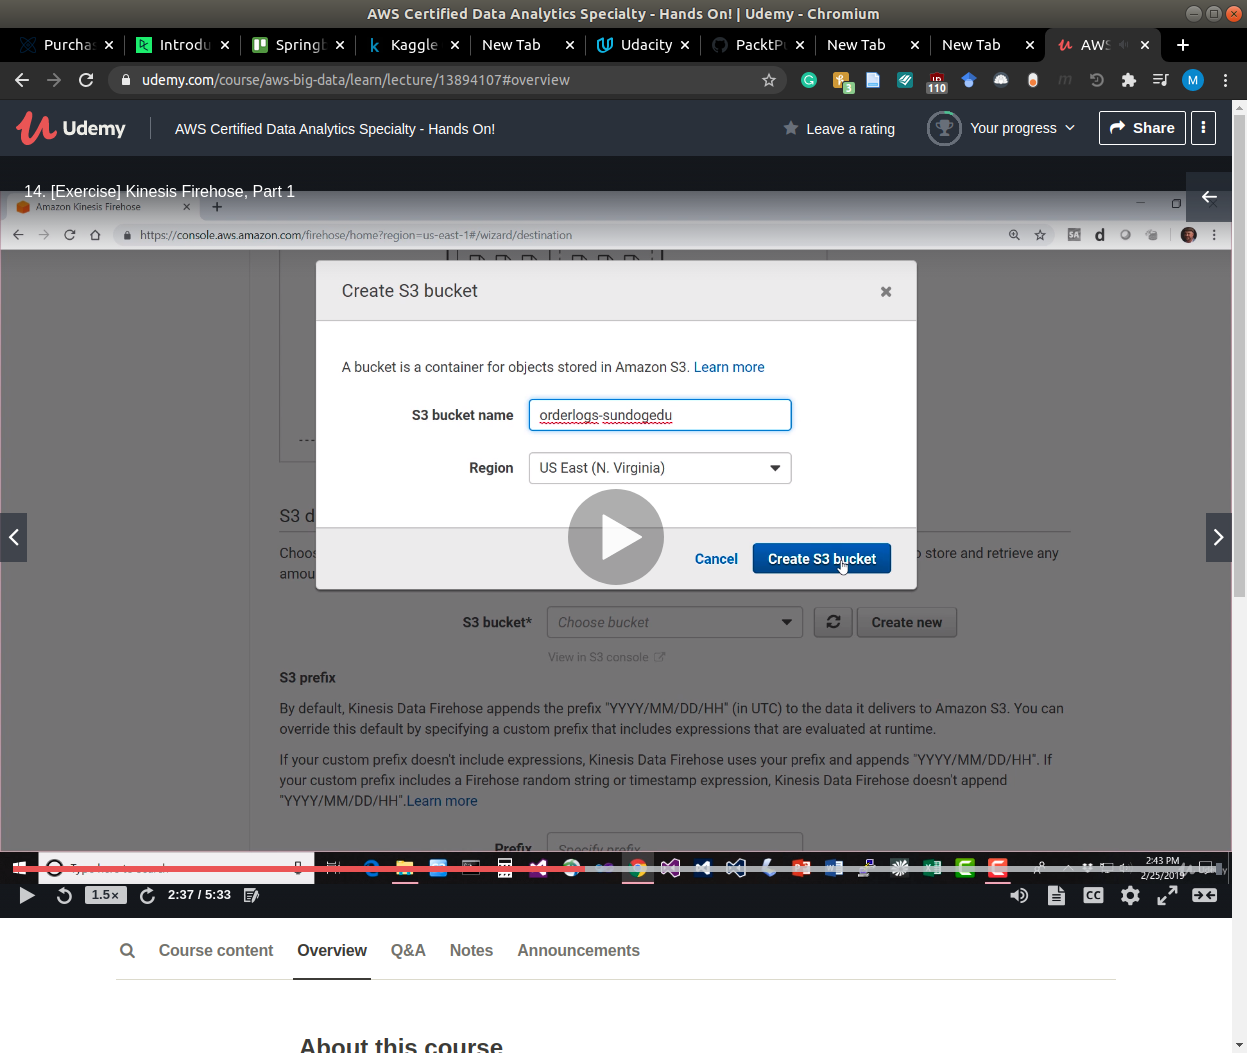 AWS Certified Data Analytics Specialty - Hands On! | Udemy - Chromium
Purcha
Introdu
Springb
Kaggle
New Tab
Udacity
PacktP
New Tab
New Tab
AWS
udemy.com/course/aws-big-data/learn/lecture/13894107#overview
3
110
M
Udemy
AWS Certified Data Analytics Specialty - Hands On!
Leave a rating
Your progress
Share
14. [Exercise] Kinesis Firehose, Part 1
Amazon Kinesis Firehose
https://console.aws.amazon.com/firehose/home?region=us-east-1#/wizard/destination
SA
d
Create S3 bucket
A bucket is a container for objects stored in Amazon S3. Learn more
S3 bucket name
orderlogs-sundogedu
Region
US East (N. Virginia)
S3 d
Cancel
Create S3 bucket
Choos
o store and retrieve any
amou
S3 bucket*
Choose bucket
Create new
View in S3 console
S3 prefix
By default, Kinesis Data Firehose appends the prefix "YYYY/MM/DD/HH" (in UTC) to the data it delivers to Amazon S3. You can
override this default by specifying a custom prefix that includes expressions that are evaluated at runtime.
If your custom prefix doesn't include expressions, Kinesis Data Firehose uses your prefix and appends "YYYY/MM/DD/HH". If
your custom prefix includes a Firehose random string or timestamp expression, Kinesis Data Firehose doesn't append
"YYYY/MM/DD/HH".Learn more
Prefix
Specify prefix
2:43 PM
2/25/2019
1.5×
2:37 / 5:33
CC
Course content
Overview
Q&A
Notes
Announcements
About this course